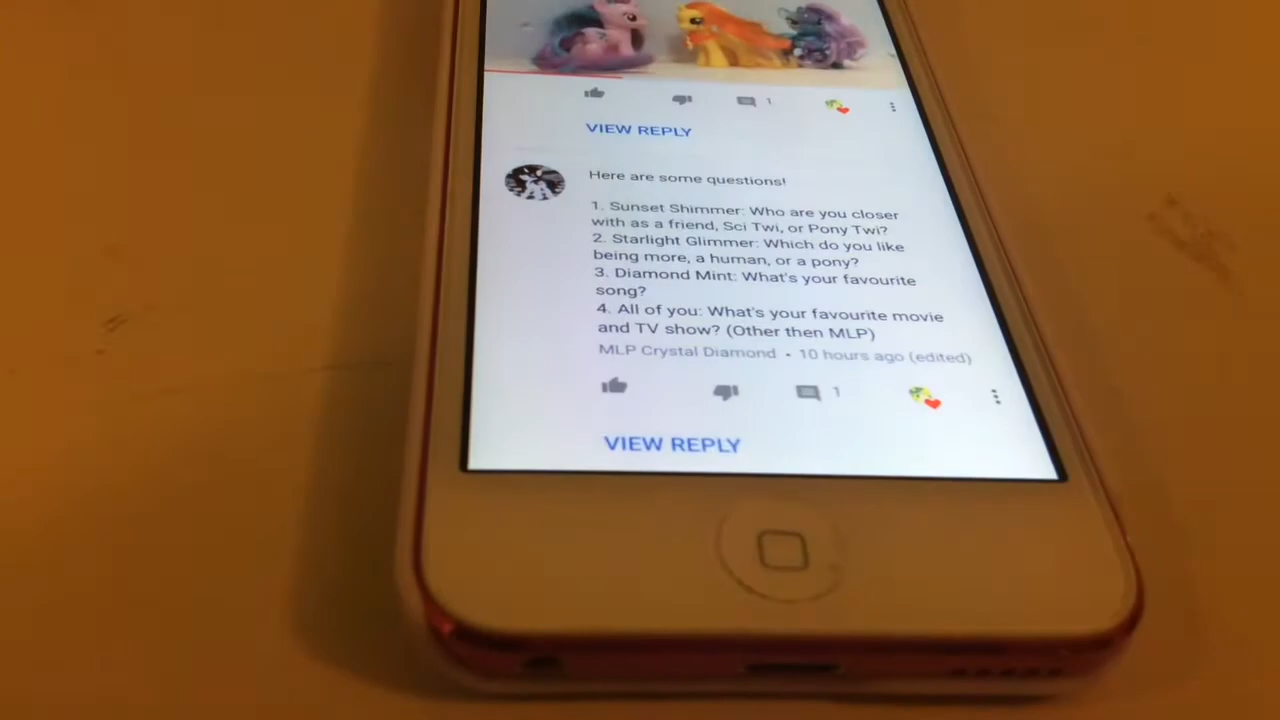 1
VIEW REPLY
Here are some questions!
1. Sunset Shimmer: Who are you closer
with as a friend, Sci Twi, or Pony Twi?
2. Starlight Glimmer: Which do you like
being more, a human, or a pony?
3. Diamond Mint: What's your favourite
song?
4. All of you: What's your favourite movie
and TV show? (Other then MLP)
MLP Crystal Diamond • 10 hours ago (edited)
1
VIEW REPLY